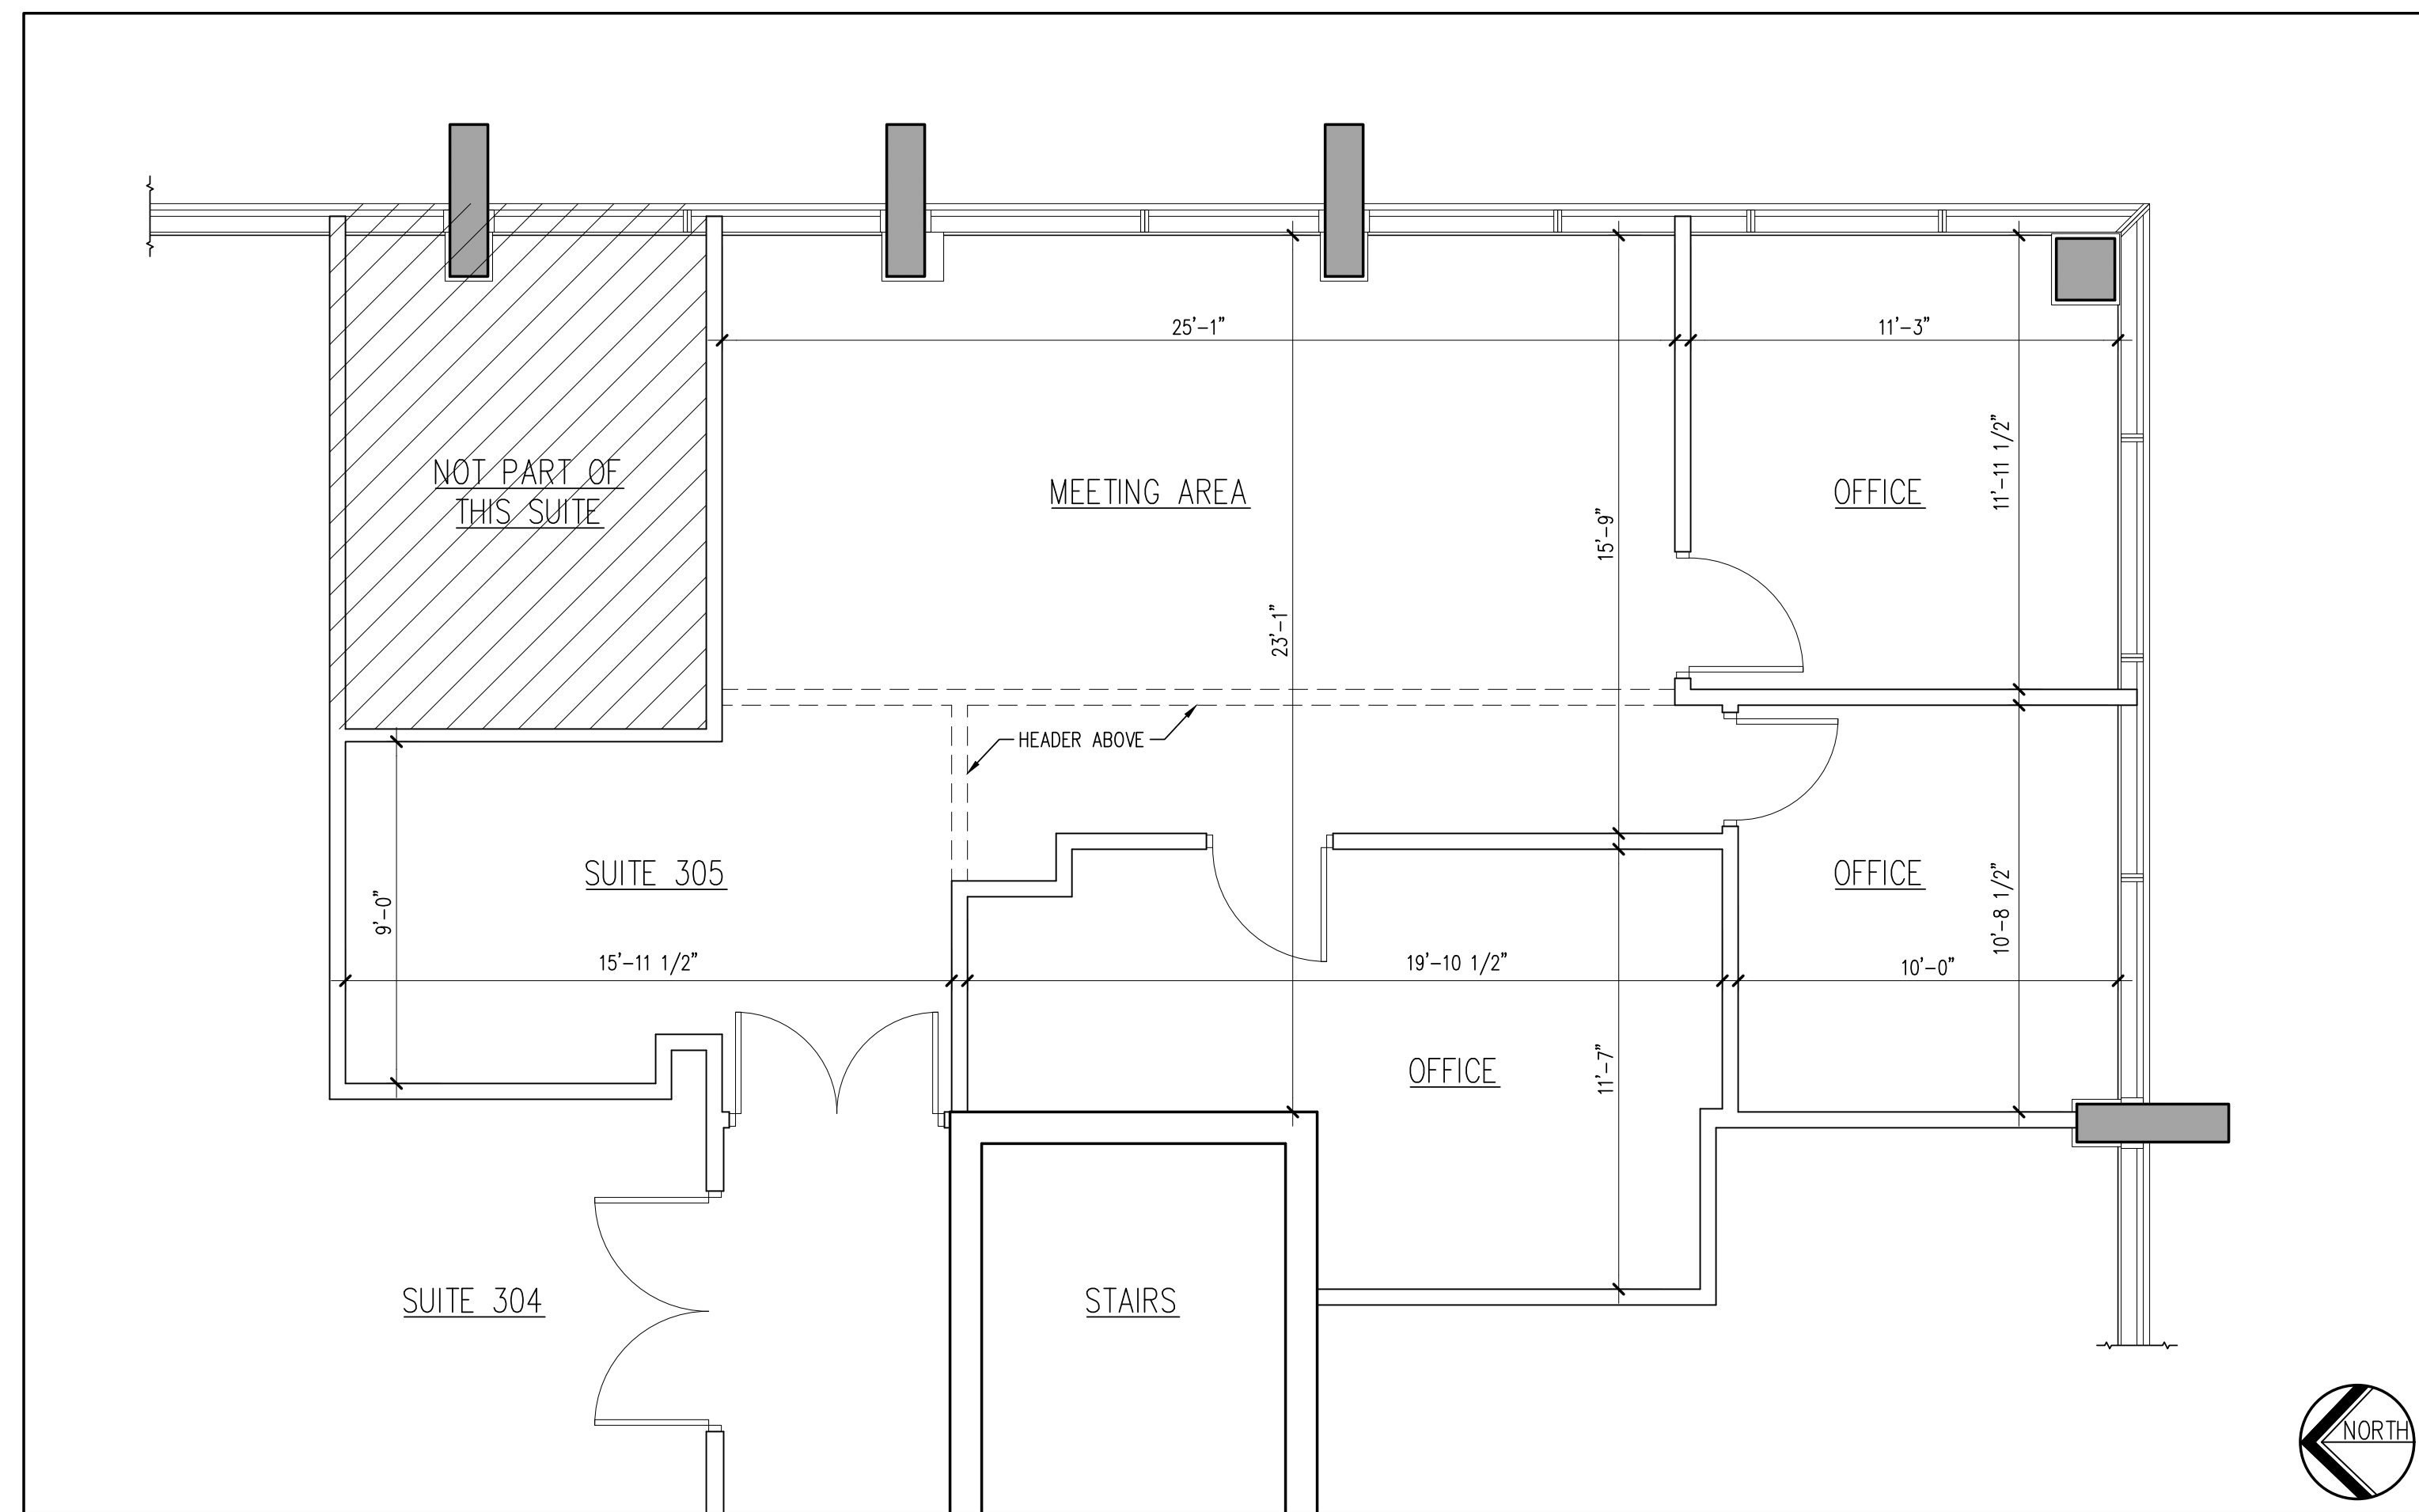 25’–1”
11’–3”
11’–11 1/2”
NOT PART OF
THIS SUITE
MEETING AREA
OFFICE
15’–9”
23’–1”
HEADER ABOVE
SUITE 305
OFFICE
9’–0”
10’–8 1/2”
15’–11 1/2”
19’–10 1/2”
10’–0”
OFFICE
11’–7”
SUITE 304
STAIRS
NORTH